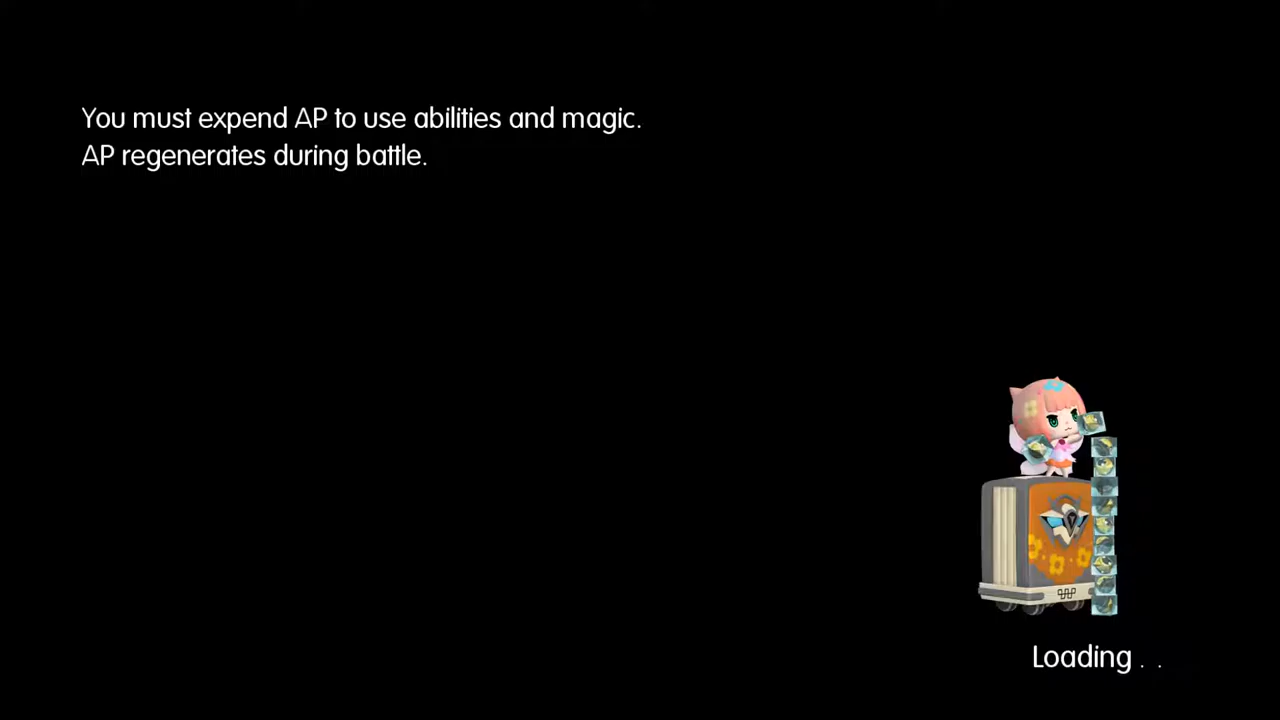 You must expend AP to use abilities and magic.
AP regenerates during battle.
Loading . .